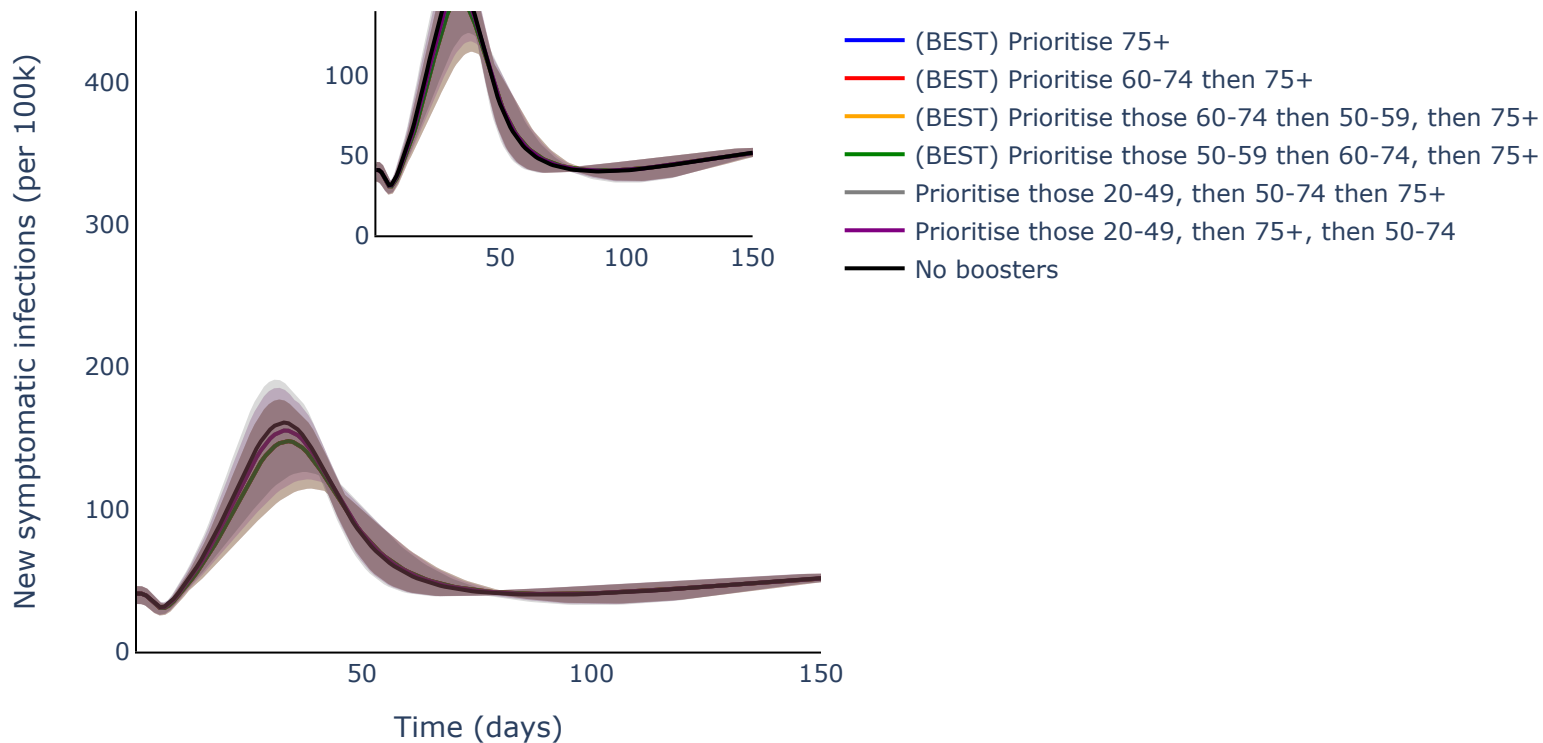 New symptomatic infections (per 100k)
400
300
200
100
0
50
100
150
Time (days)
100
50
0
50
100
150
(BEST) Prioritise 75+
(BEST) Prioritise 60-74 then 75+
(BEST) Prioritise those 60-74 then 50-59, then 75+
(BEST) Prioritise those 50-59 then 60-74, then 75+
Prioritise those 20-49, then 50-74 then 75+
Prioritise those 20-49, then 75+, then 50-74
No boosters